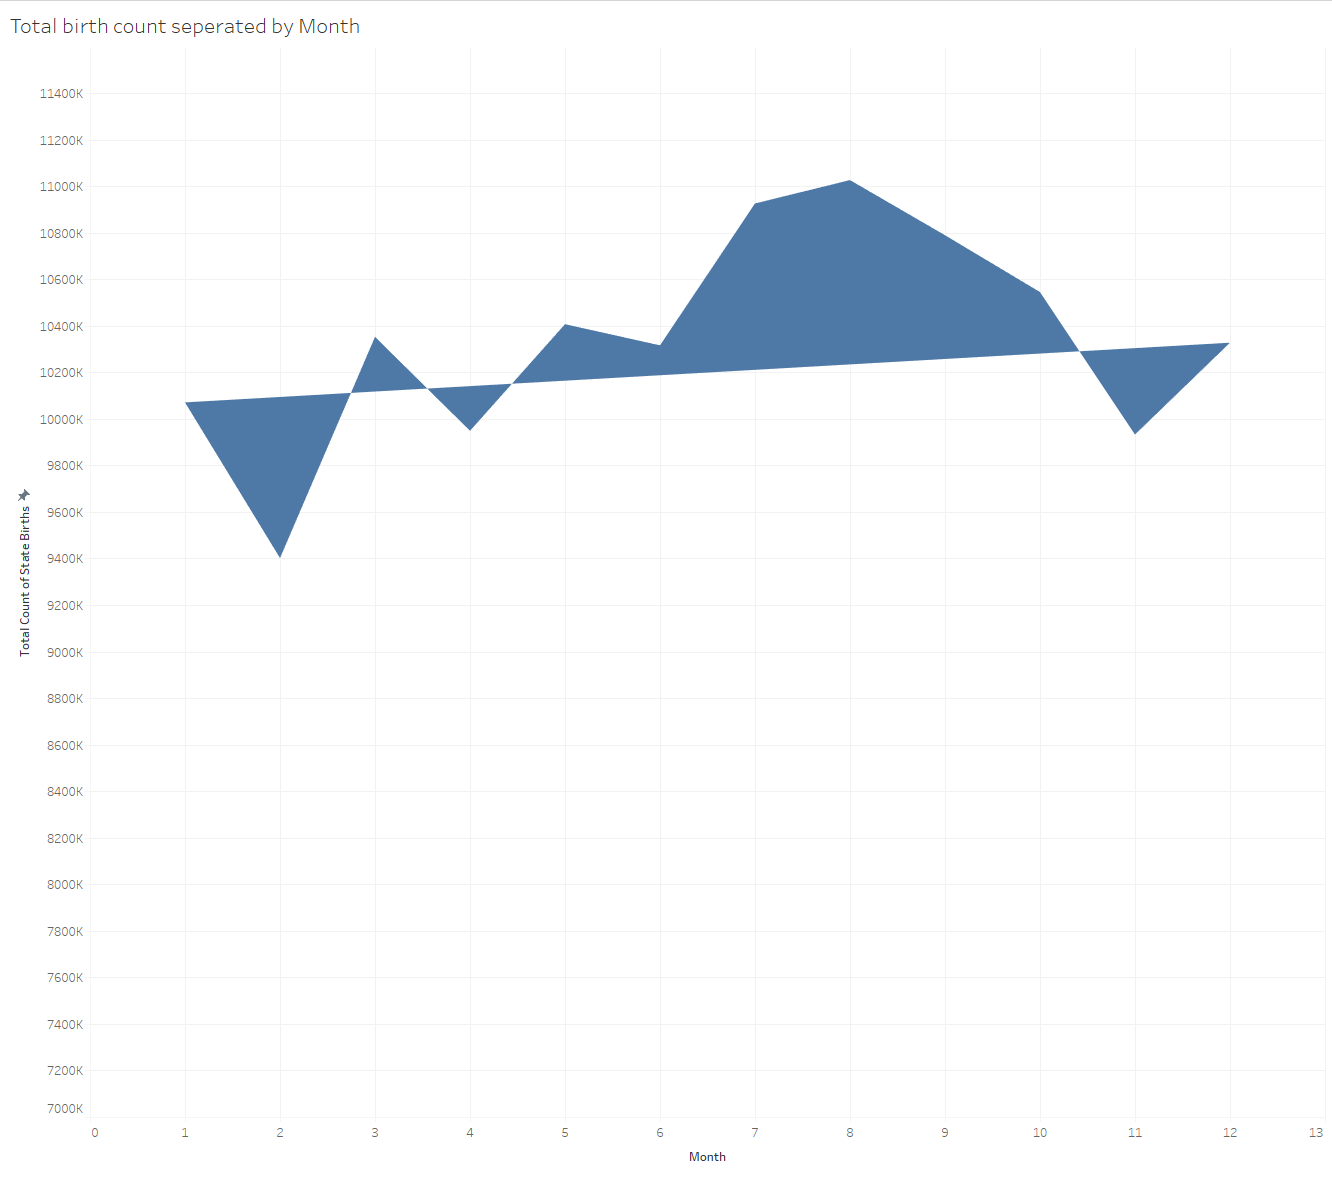 Total birth count seperated by Month
11400K
11200K
11000K
10800K
10600K
10400K
10200K
10000K
9800K
9600K
9400K
9200K
9000K
8800K
8600K
8400K
8200K
8000K
7800K
7600K
7400K
7200K
7000K
Total Count of State Births
0 1 2 3 4 5 6 7 8 9 10 11 12 13
Month